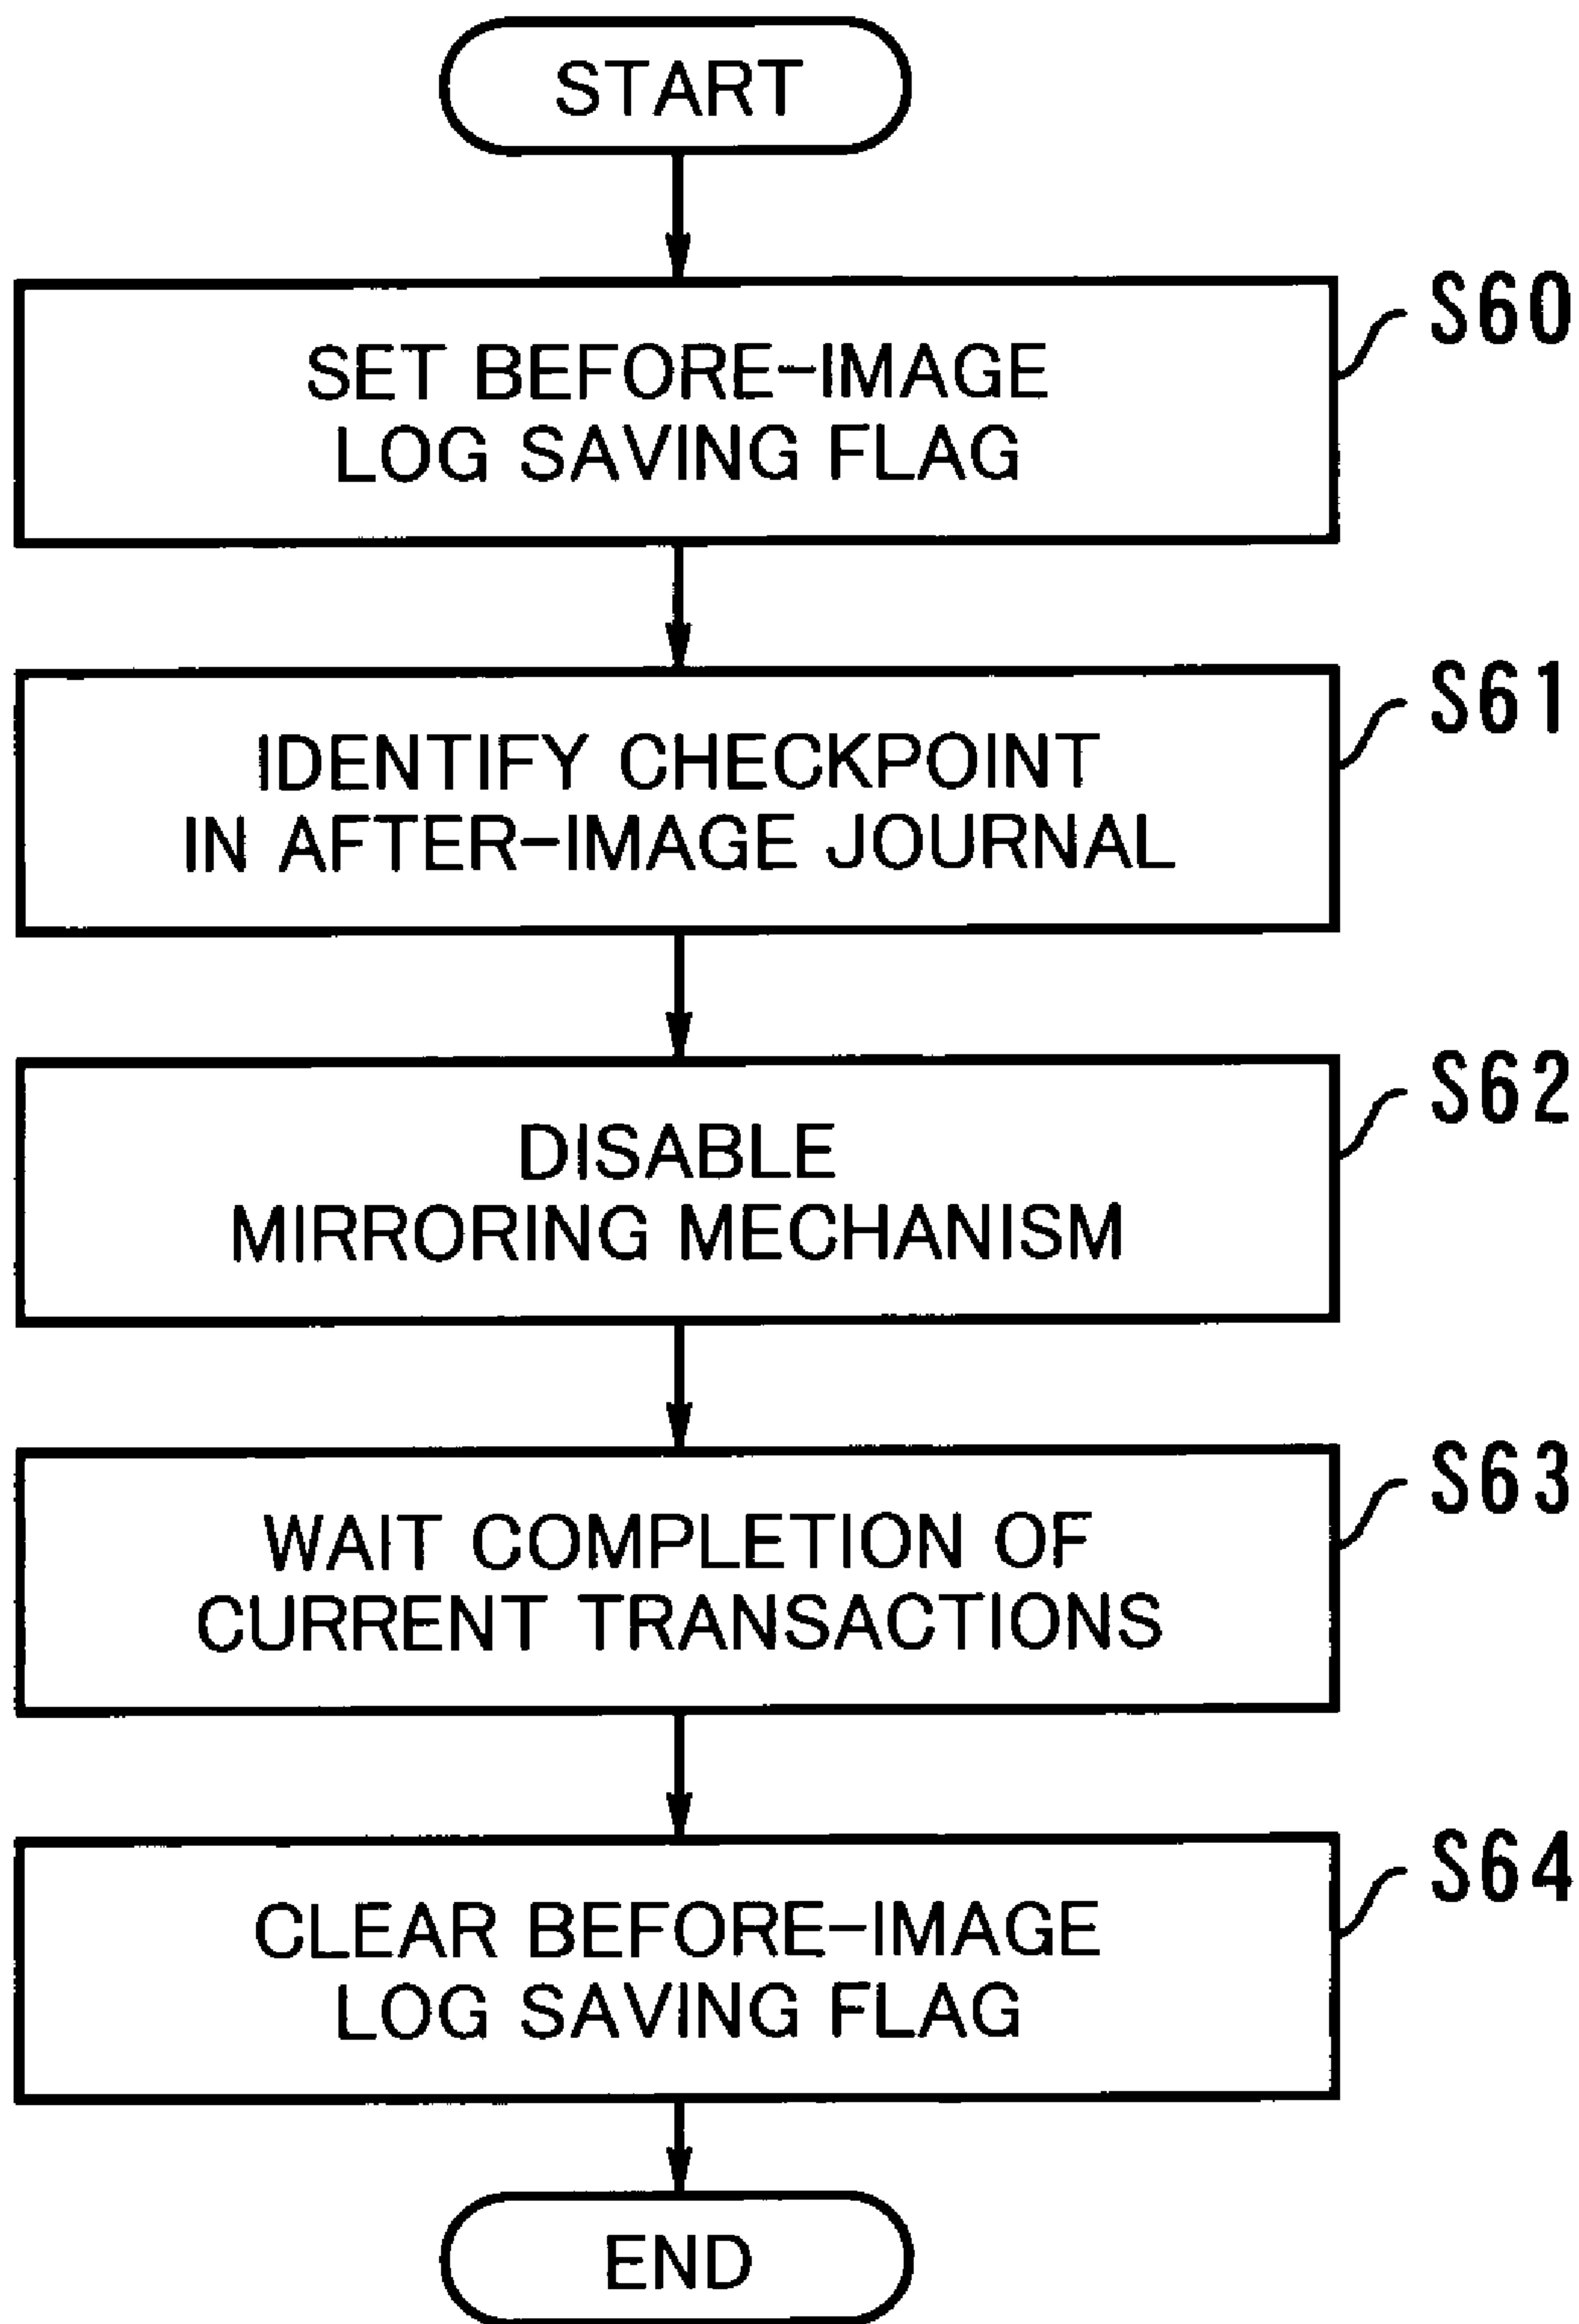 START
S60
SET BEFORE-IMAGE
LOG SAVING FLAG
S61
IDENTIFY CHECKPOINT
IN AFTER-IMAGE JOURNAL
S62
DISABLE
MIRRORING MECHANISM
S63
WAIT COMPLETION OF
CURRENT TRANSACTIONS
S64
CLEAR BEFORE-IMAGE
LOG SAVING FLAG
END